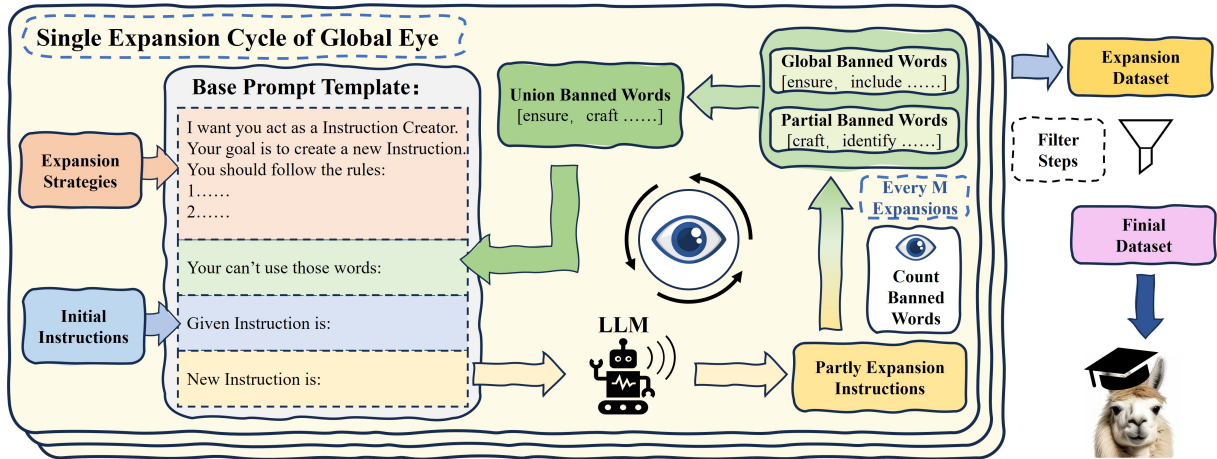 Single Expansion Cycle of Global Eye
Base Prompt Template:
I want you act as a Instruction Creator.
Your goal is to create a new Instruction.
You should follow the rules:
1……
2……
Your can't use those words:
Given Instruction is:
New Instruction is:
Expansion
Strategies
Initial
Instructions
Union Banned Words
[ensure, craft ……]
Global Banned Words
[ensure, include ……]
Partial Banned Words
[craft, identify ……]
Every M
Expansions
Count
Banned
Words
LLM
Partly Expansion
Instructions
Expansion
Dataset
Filter
Steps
Finial
Dataset